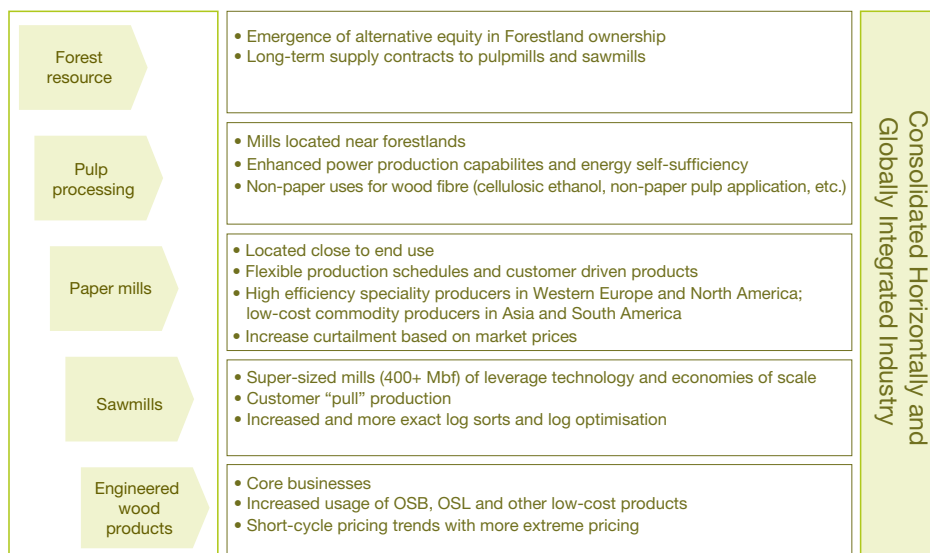 Forest
resource
• Emergence of alternative equity in Forestland ownership
• Long-term supply contracts to pulpmills and sawmills
Pulp
processing
• Mills located near forestlands
• Enhanced power production capabilites and energy self-sufficiency
• Non-paper uses for wood fibre (cellulosic ethanol, non-paper pulp application, etc.)
Paper mills
• Located close to end use
• Flexible production schedules and customer driven products
• High efficiency speciality producers in Western Europe and North America;
low-cost commodity producers in Asia and South America
• Increase curtailment based on market prices
Sawmills
• Super-sized mills (400+ Mbf) of leverage technology and economies of scale
• Customer “pull” production
• Increased and more exact log sorts and log optimisation
Engineered
wood
products
• Core businesses
• Increased usage of OSB, OSL and other low-cost products
• Short-cycle pricing trends with more extreme pricing
Consolidated Horizontally and
Globally Integrated Industry